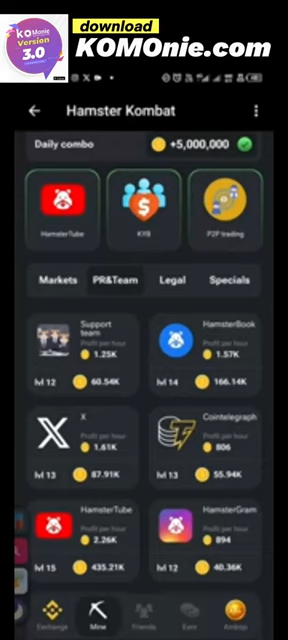 download
KOMOnie.com
KOMOnie
Version
3.0
Hamster Kombat
Daily combo
+5,000,000
HamsterTube
KYB
P2P trading
Markets
PR&Team
Legal
Specials
Support
team
Profit per hour
1.25K
lvl 12
60.54K
HamsterBook
Profit per hour
1.57K
lvl 14
166.14K
X
Profit per hour
1.61K
lvl 13
87.91K
Cointelegraph
Profit per hour
806
lvl 13
55.94K
HamsterTube
Profit per hour
2.26K
lvl 15
435.21K
HamsterGram
Profit per hour
894
lvl 12
40.36K
Exchange
Mine
Friends
Earn
Airdrop